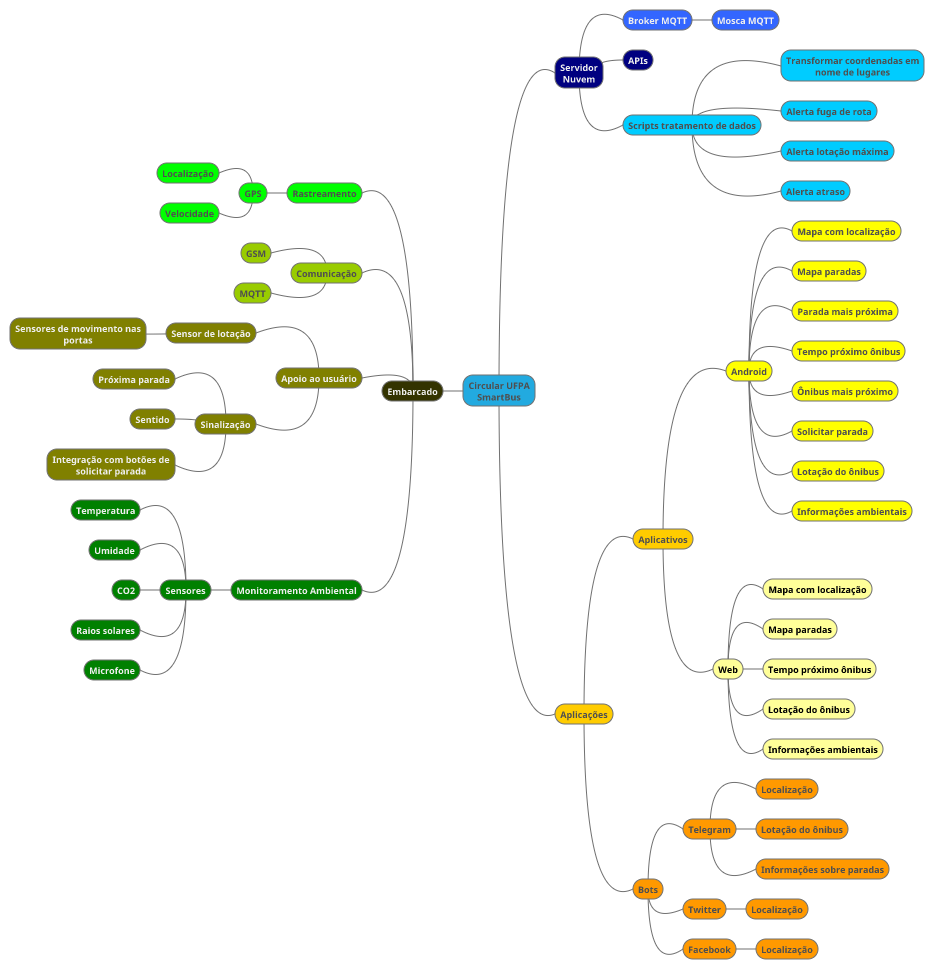 Circular UFPA
SmartBus
Servidor
Nuvem
Broker MQTT
Mosca MQTT
APIs
Scripts tratamento de dados
Transformar coordenadas em
nome de lugares
Alerta fuga de rota
Alerta lotação máxima
Alerta atraso
Embarcado
Rastreamento
GPS
Localização
Velocidade
Comunicação
GSM
MQTT
Apoio ao usuário
Sensor de lotação
Sensores de movimento nas
portas
Sinalização
Próxima parada
Sentido
Integração com botões de
solicitar parada
Monitoramento Ambiental
Sensores
Temperatura
Umidade
CO2
Raios solares
Microfone
Aplicações
Aplicativos
Android
Mapa com localização
Mapa paradas
Parada mais próxima
Tempo próximo ônibus
Ônibus mais próximo
Solicitar parada
Lotação do ônibus
Informações ambientais
Web
Mapa com localização
Mapa paradas
Tempo próximo ônibus
Lotação do ônibus
Informações ambientais
Bots
Telegram
Localização
Lotação do ônibus
Informações sobre paradas
Twitter
Localização
Facebook
Localização